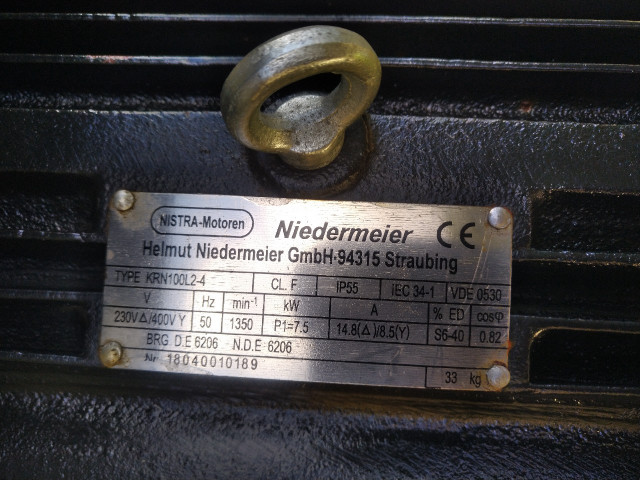 NISTRA-Motoren Niedermeier CE
Helmut Niedermeier GmbH-94315 Straubing
TYPE KRN100L2-4 CL. F IP55 IEC 34-1 VDE 0530
V Hz min⁻¹ kW A % ED cosφ
230VΔ/400VY 50 1350 P1=7.5 14.8(Δ)/8.5(Y) S6-40 0.82
BRG. D.E 6206 N.D.E 6206
Nr. 18040010189 33 kg